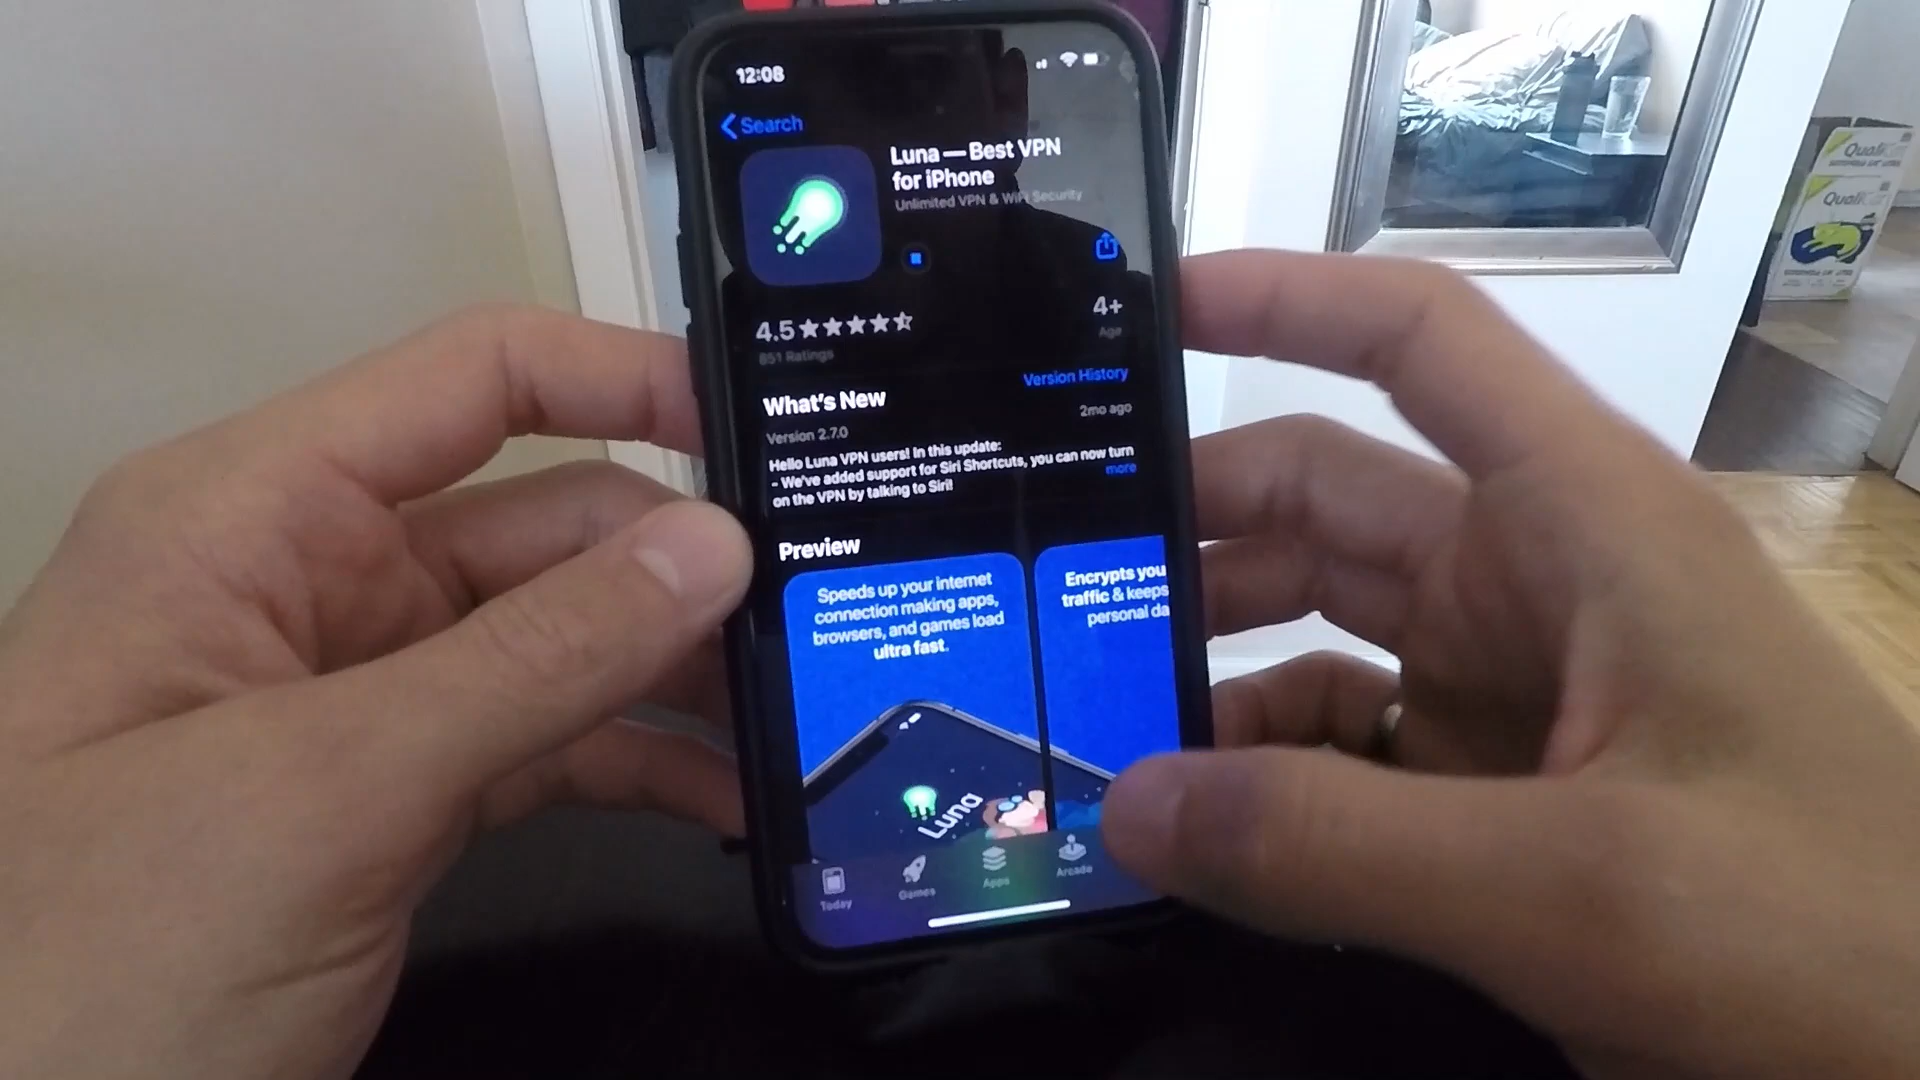 12:08
Search
Luna — Best VPN
for iPhone
Unlimited VPN & WiFi Security
4.5
4+
851 Ratings
Age
What's New
Version History
Version 2.7.0
2mo ago
Hello Luna VPN users! In this update:
- We've added support for Siri Shortcuts, you can now turn
on the VPN by talking to Siri!
more
Preview
Speeds up your internet
connection making apps,
browsers, and games load
ultra fast.
Encrypts you
traffic & keeps
personal da
Luna
Today
Games
Apps
Arcade
Quali
Quali